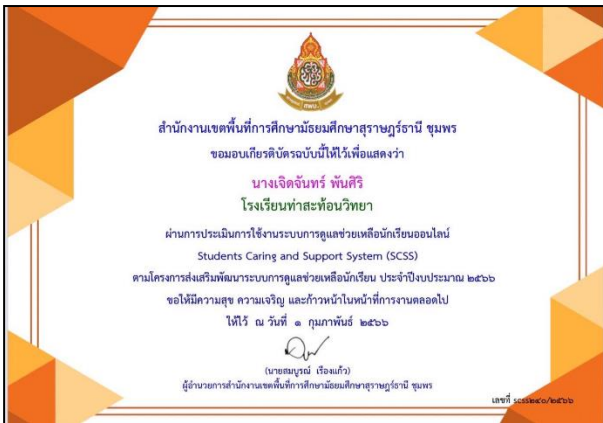 สพฐ.
สำนักงานเขตพื้นที่การศึกษามัธยมศึกษาสุราษฎร์ธานี ชุมพร
ขอมอบเกียรติบัตรฉบับนี้ให้ไว้เพื่อแสดงว่า
นางเจิดจันทร์ พันศิริ
โรงเรียนท่าสะท้อนวิทยา
ผ่านการประเมินการใช้งานระบบการดูแลช่วยเหลือนักเรียนออนไลน์
Students Caring and Support System (SCSS)
ตามโครงการส่งเสริมพัฒนาระบบการดูแลช่วยเหลือนักเรียน ประจำปีงบประมาณ ๒๕๖๖
ขอให้มีความสุข ความเจริญ และก้าวหน้าในหน้าที่การงานตลอดไป
ให้ไว้ ณ วันที่ ๑ กุมภาพันธ์ ๒๕๖๖
(นายสมบูรณ์ เรืองแก้ว)
ผู้อำนวยการสำนักงานเขตพื้นที่การศึกษามัธยมศึกษาสุราษฎร์ธานี ชุมพร
เลขที่ scss๒๔๐/๒๕๖๖